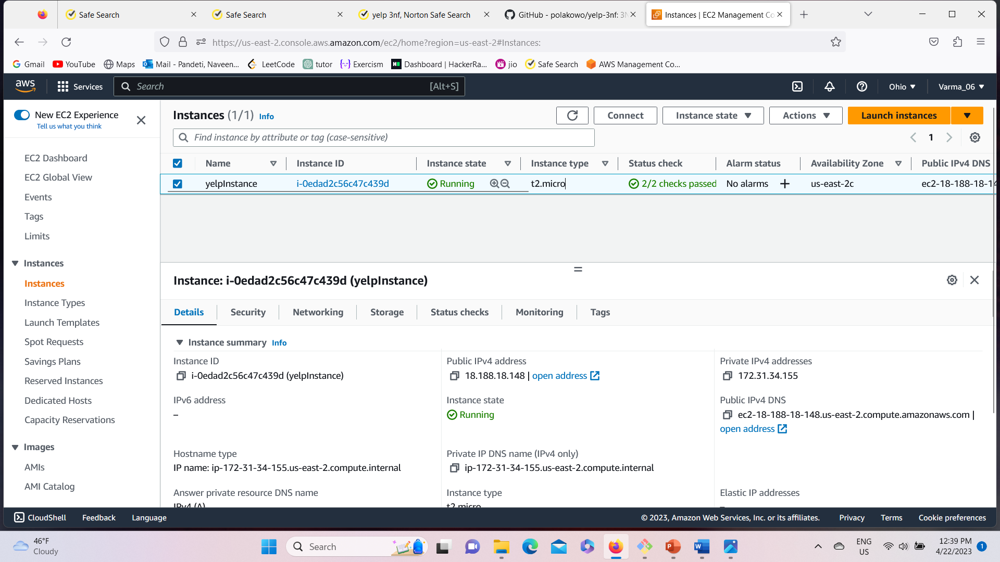 Safe Search
Safe Search
yelp 3nf, Norton Safe Search
GitHub - polakowo/yelp-3nf: 3N
Instances | EC2 Management Co
https://us-east-2.console.aws.amazon.com/ec2/home?region=us-east-2#Instances:
Gmail YouTube Maps Mail - Pandeti, Naveen... LeetCode tutor Exercism Dashboard | HackerRa... jio Safe Search AWS Management Co...
aws Services Search [Alt+S] Ohio Varma_06
New EC2 Experience
Tell us what you think
EC2 Dashboard
EC2 Global View
Events
Tags
Limits
Instances
Instances
Instance Types
Launch Templates
Spot Requests
Savings Plans
Reserved Instances
Dedicated Hosts
Capacity Reservations
Images
AMIs
AMI Catalog
Instances (1/1) Info
Connect Instance state Actions Launch instances
Find instance by attribute or tag (case-sensitive)
1
Name Instance ID Instance state Instance type Status check Alarm status Availability Zone Public IPv4 DNS
yelpInstance i-0edad2c56c47c439d Running t2.micro 2/2 checks passed No alarms + us-east-2c ec2-18-188-18-14
Instance: i-0edad2c56c47c439d (yelpInstance)
Details Security Networking Storage Status checks Monitoring Tags
Instance summary Info
Instance ID
i-0edad2c56c47c439d (yelpInstance)
Public IPv4 address
18.188.18.148 | open address
Private IPv4 addresses
172.31.34.155
IPv6 address
–
Instance state
Running
Public IPv4 DNS
ec2-18-188-18-148.us-east-2.compute.amazonaws.com |
open address
Hostname type
IP name: ip-172-31-34-155.us-east-2.compute.internal
Private IP DNS name (IPv4 only)
ip-172-31-34-155.us-east-2.compute.internal
Answer private resource DNS name
IPv4 (A)
Instance type
t2.micro
Elastic IP addresses
–
CloudShell Feedback Language © 2023, Amazon Web Services, Inc. or its affiliates. Privacy Terms Cookie preferences
46°F
Cloudy
Search
ENG
US
12:39 PM
4/22/2023
1